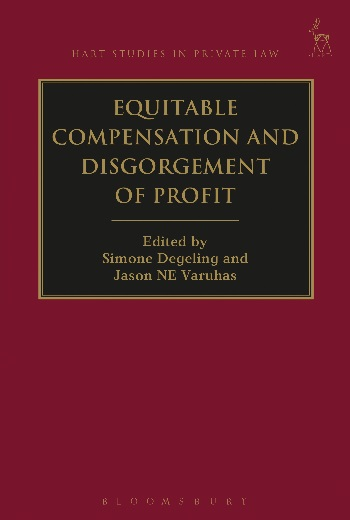 HART STUDIES IN PRIVATE LAW
EQUITABLE
COMPENSATION AND
DISGORGEMENT
OF PROFIT
Edited by
Simone Degeling and
Jason NE Varuhas
BLOOMSBURY